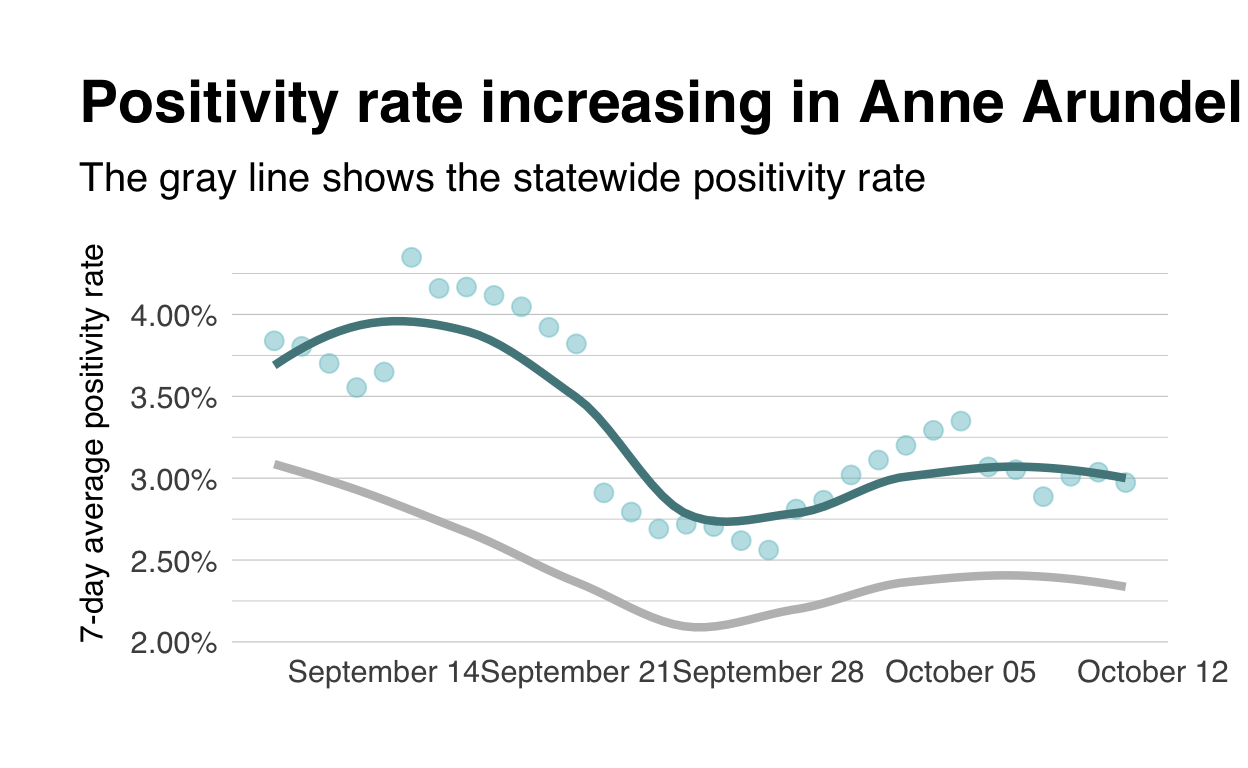 Positivity rate increasing in Anne Arundel
The gray line shows the statewide positivity rate
7-day average positivity rate
4.00%
3.50%
3.00%
2.50%
2.00%
September 14 September 21 September 28 October 05 October 12